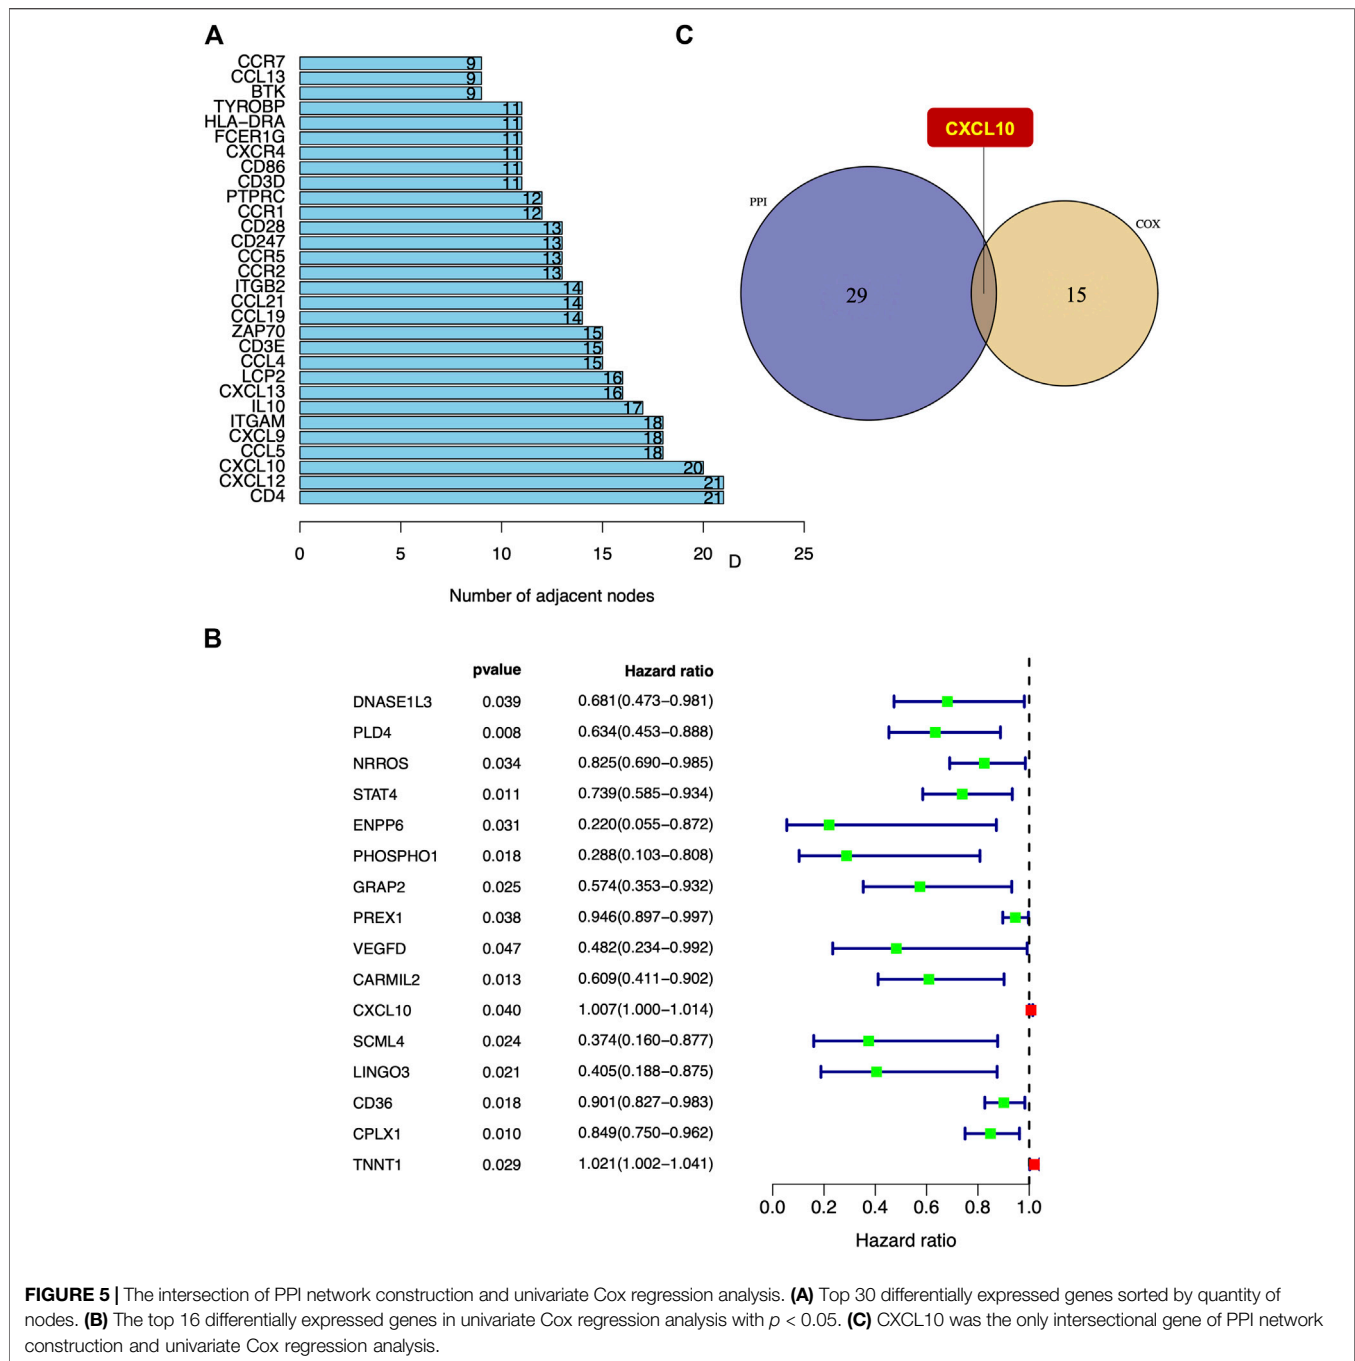 A
CCR7 9
CCL13 9
BTK 9
TYROBP 11
HLA−DRA 11
FCER1G 11
CXCR4 11
CD86 11
CD3D 11
PTPRC 12
CCR1 12
CD28 13
CD247 13
CCR5 13
CCR2 13
ITGB2 14
CCL21 14
CCL19 14
ZAP70 15
CD3E 15
CCL4 15
LCP2 16
CXCL13 16
IL10 17
ITGAM 18
CXCL9 18
CCL5 18
CXCL10 20
CXCL12 21
CD4 21
0 5 10 15 20 25
D
Number of adjacent nodes
C
CXCL10
PPI
COX
29
15
B
pvalue Hazard ratio
DNASE1L3 0.039 0.681(0.473−0.981)
PLD4 0.008 0.634(0.453−0.888)
NRROS 0.034 0.825(0.690−0.985)
STAT4 0.011 0.739(0.585−0.934)
ENPP6 0.031 0.220(0.055−0.872)
PHOSPHO1 0.018 0.288(0.103−0.808)
GRAP2 0.025 0.574(0.353−0.932)
PREX1 0.038 0.946(0.897−0.997)
VEGFD 0.047 0.482(0.234−0.992)
CARMIL2 0.013 0.609(0.411−0.902)
CXCL10 0.040 1.007(1.000−1.014)
SCML4 0.024 0.374(0.160−0.877)
LINGO3 0.021 0.405(0.188−0.875)
CD36 0.018 0.901(0.827−0.983)
CPLX1 0.010 0.849(0.750−0.962)
TNNT1 0.029 1.021(1.002−1.041)
0.0 0.2 0.4 0.6 0.8 1.0
Hazard ratio
FIGURE 5 | The intersection of PPI network construction and univariate Cox regression analysis. (A) Top 30 differentially expressed genes sorted by quantity of
nodes. (B) The top 16 differentially expressed genes in univariate Cox regression analysis with p < 0.05. (C) CXCL10 was the only intersectional gene of PPI network
construction and univariate Cox regression analysis.